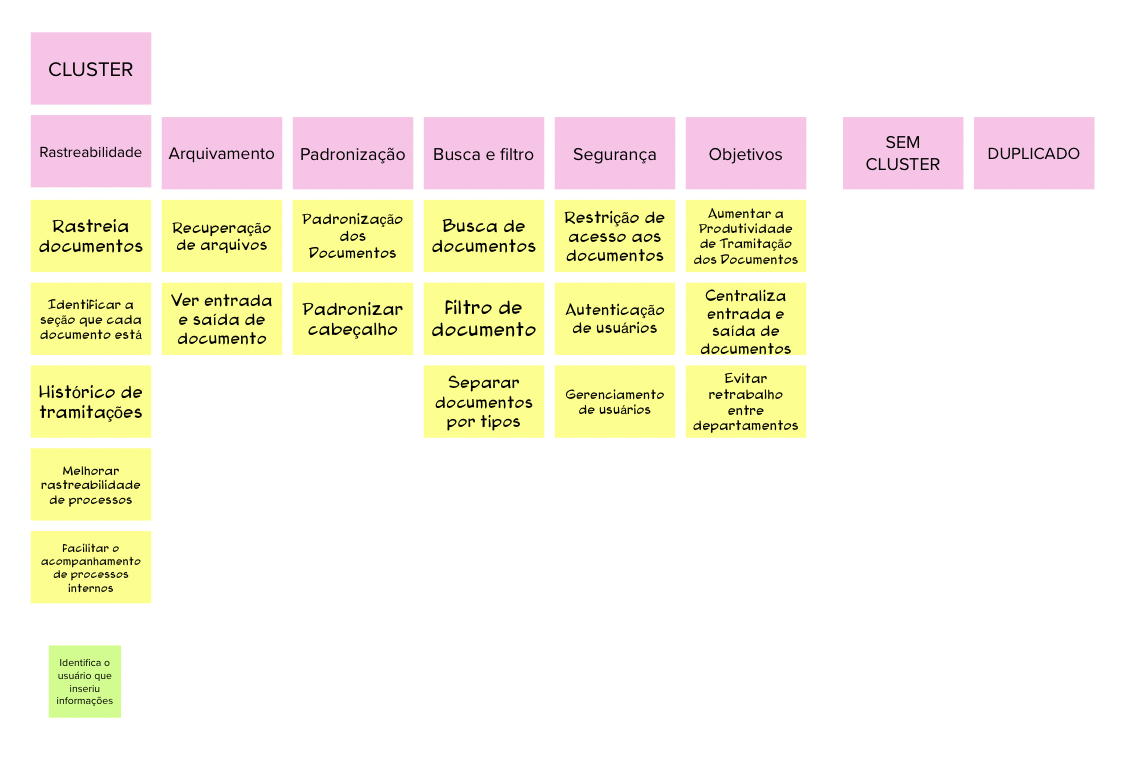 CLUSTER
Rastreabilidade
Arquivamento
Padronização
Busca e filtro
Segurança
Objetivos
SEM
CLUSTER
DUPLICADO
Rastreia
documentos
Recuperação
de arquivos
Padronização
dos
Documentos
Busca de
documentos
Restrição de
acesso aos
documentos
Aumentar a
Produtividade
de Tramitação
dos Documentos
Identificar a
seção que cada
documento está
Ver entrada
e saída de
documento
Padronizar
cabeçalho
Filtro de
documento
Autenticação
de usuários
Centraliza
entrada e
saída de
documentos
Histórico de
tramitações
Separar
documentos
por tipos
Gerenciamento
de usuários
Evitar
retrabalho
entre
departamentos
Melhorar
rastreabilidade
de processos
Facilitar o
acompanhamento
de processos
internos
Identifica o
usuário que
inseriu
informações